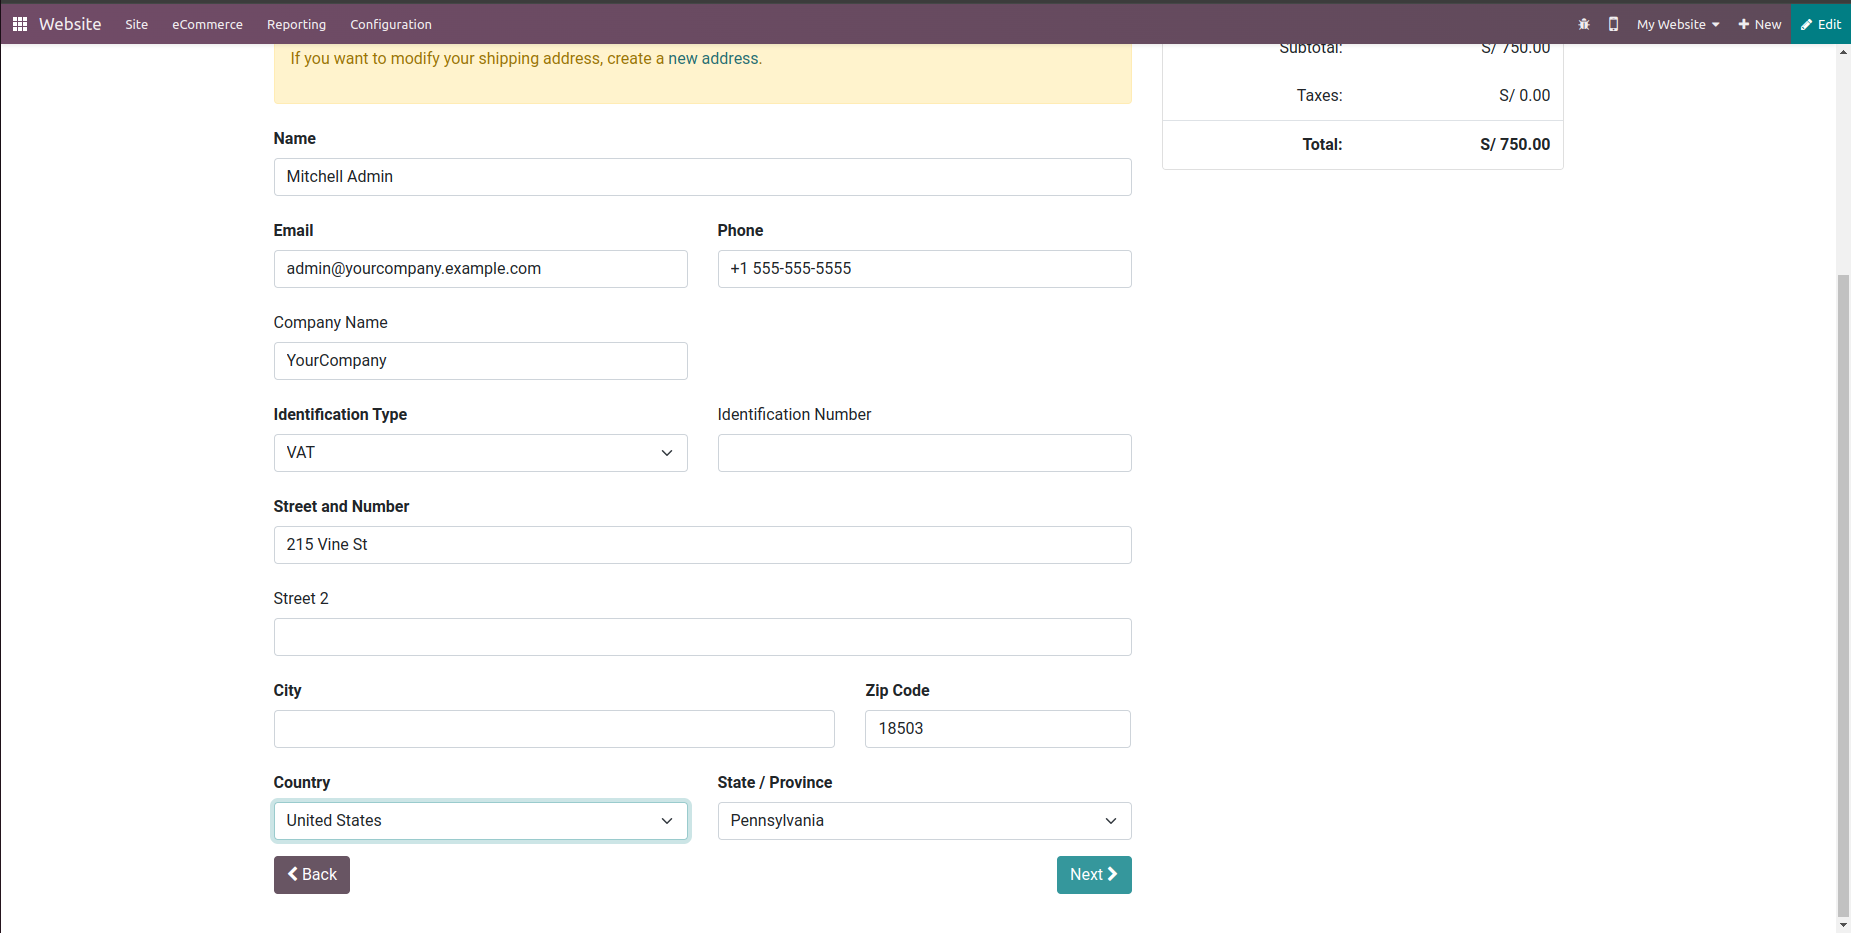 Website Site eCommerce Reporting Configuration My Website New Edit
If you want to modify your shipping address, create a new address.
Subtotal: S/ 750.00
Taxes: S/ 0.00
Total: S/ 750.00
Name
Mitchell Admin
Email Phone
admin@yourcompany.example.com +1 555-555-5555
Company Name
YourCompany
Identification Type Identification Number
VAT
Street and Number
215 Vine St
Street 2
City Zip Code
18503
Country State / Province
United States Pennsylvania
Back Next